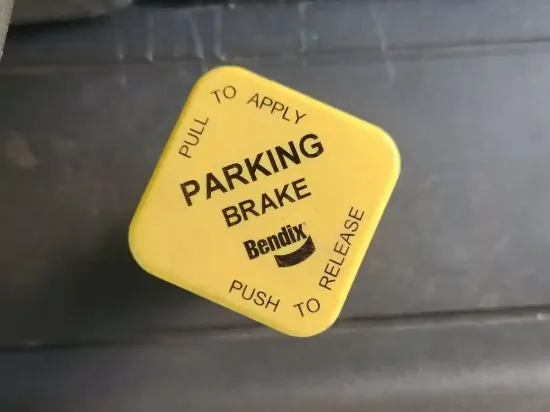 PULL TO APPLY
PARKING
BRAKE
Bendix
PUSH TO RELEASE